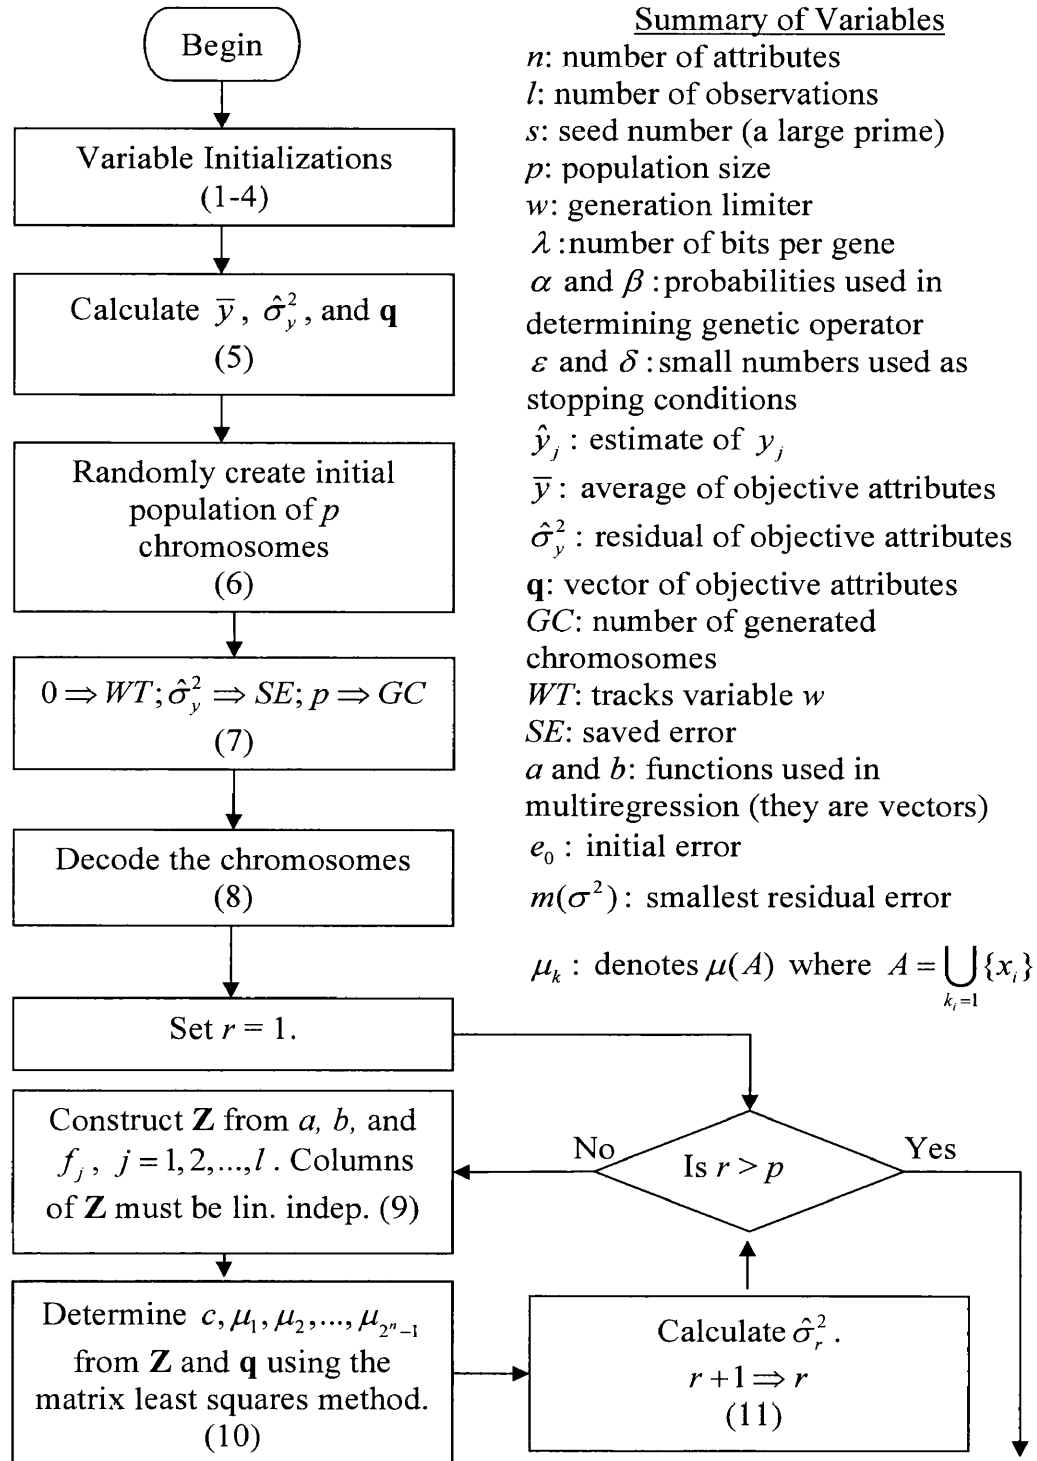 Begin
Variable Initializations
(1-4)
Calculate ȳ, σ̂²_y, and q
(5)
Randomly create initial
population of p
chromosomes
(6)
0 ⇒ WT; σ̂²_y ⇒ SE; p ⇒ GC
(7)
Decode the chromosomes
(8)
Set r = 1.
Summary of Variables
n: number of attributes
l: number of observations
s: seed number (a large prime)
p: population size
w: generation limiter
λ :number of bits per gene
α and β :probabilities used in
determining genetic operator
ε and δ :small numbers used as
stopping conditions
ŷ_j : estimate of y_j
ȳ : average of objective attributes
σ̂²_y : residual of objective attributes
q: vector of objective attributes
GC: number of generated
chromosomes
WT: tracks variable w
SE: saved error
a and b: functions used in
multiregression (they are vectors)
e₀ : initial error
m(σ²) : smallest residual error
μ_k : denotes μ(A) where A = ⋃_{k_i=1} {x_i}
No
Is r > p
Yes
Construct Z from a, b, and
f_j, j = 1, 2, ..., l . Columns
of Z must be lin. indep. (9)
Determine c, μ₁, μ₂, ..., μ_{2ⁿ−1}
from Z and q using the
matrix least squares method.
(10)
Calculate σ̂²_r .
r + 1 ⇒ r
(11)